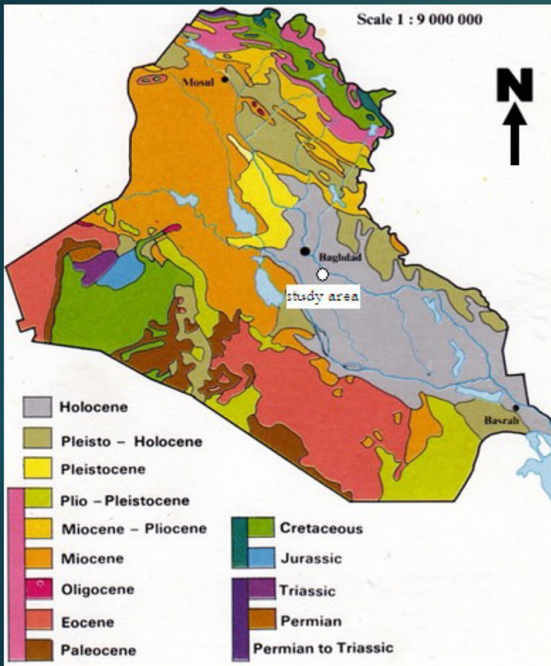 Scale 1 : 9 000 000
N
Mosul
Baghdad
study area
Basrah
Holocene
Pleisto - Holocene
Pleistocene
Plio - Pleistocene
Miocene - Pliocene
Miocene
Oligocene
Eocene
Paleocene
Cretaceous
Jurassic
Triassic
Permian
Permian to Triassic